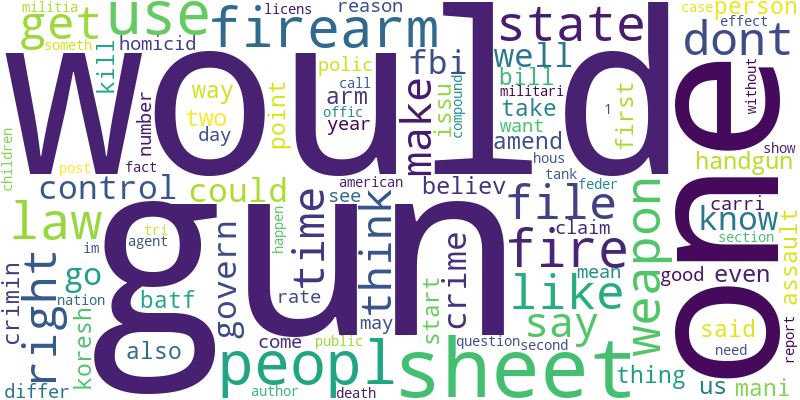 militia
someth
get
kill
homicid
use
licens
firearm
reason
fbi
well
state
case
person
effect
dont
would
polic
call
offic
arm
year
make
issu
compound
bill
militari
take
want
amend
hous
tank
feder
1
first
without
one
show
handgun
way
two
day
number
point
children
post
fact
control
could
american
see
believ
file
claim
know
carri
section
law
gun
time
think
fire
weapon
good
even
assault
right
tri
agent
im
govern
happen
rate
may
crime
like
mean
said
need
report
crimin
go
nation
batf
koresh
also
come
public
start
say
question
second
thing
us
mani
differ
peopl
author
death
sheet